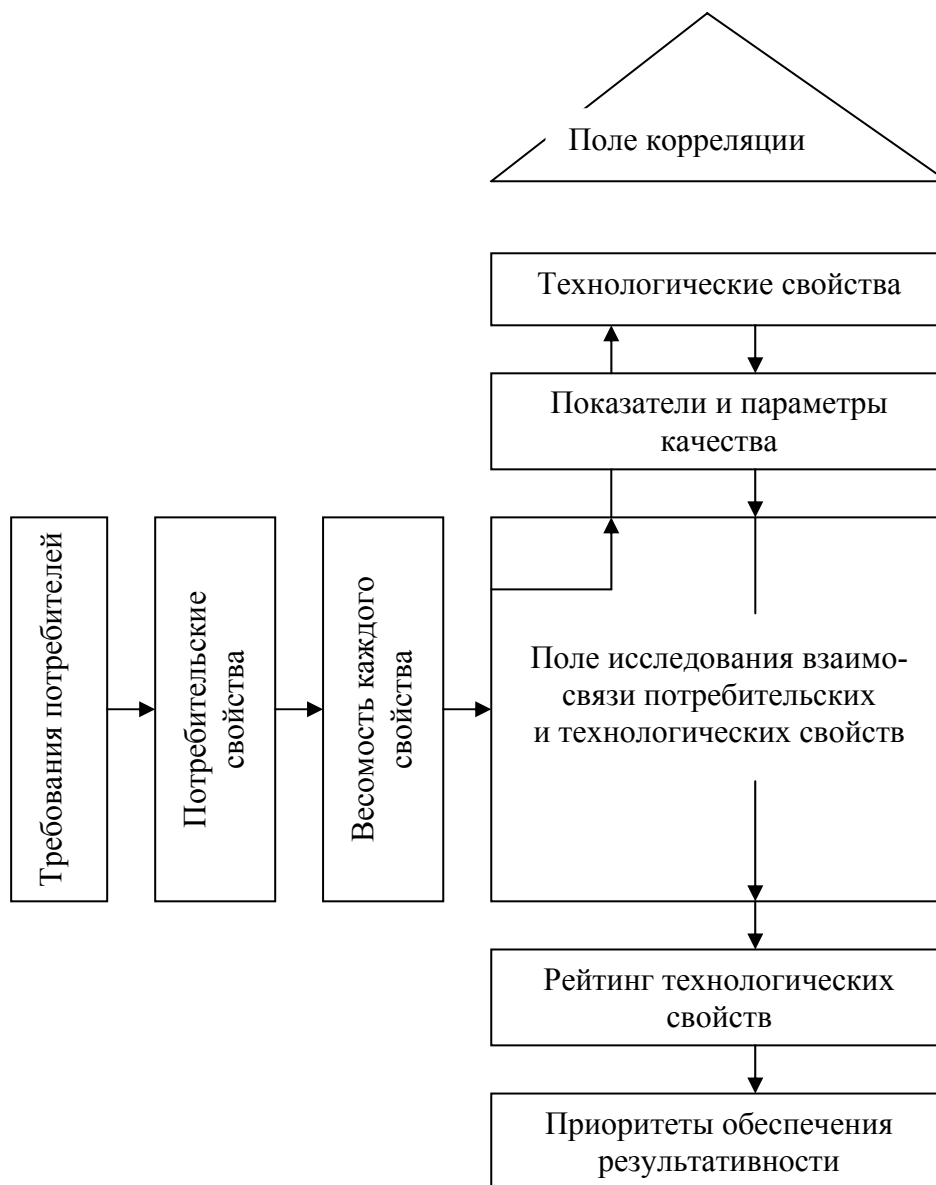 Поле корреляции
Технологические свойства
Показатели и параметры
качества
Требования потребителей
Потребительские
свойства
Весомость каждого
свойства
Поле исследования взаимо-
связи потребительских
и технологических свойств
Рейтинг технологических
свойств
Приоритеты обеспечения
результативности